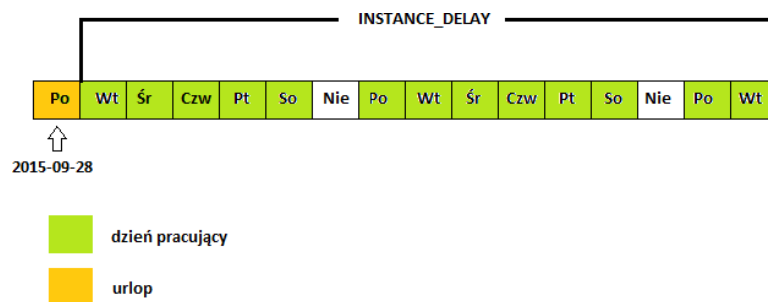 INSTANCE_DELAY
Po Wt Śr Czw Pt So Nie Po Wt Śr Czw Pt So Nie Po Wt
2015-09-28
dzień pracujący
urlop